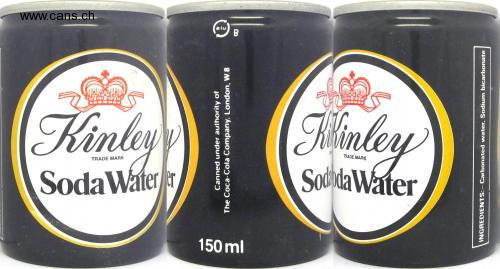 www.cans.ch
Kinley
TRADE MARK
Soda Water
alu
B
Canned under authority of
The Coca-Cola Company, London, W.8
150 ml
Kinley
TRADE MARK
Soda Water
INGREDIENTS:- Carbonated water, Sodium bicarbonate